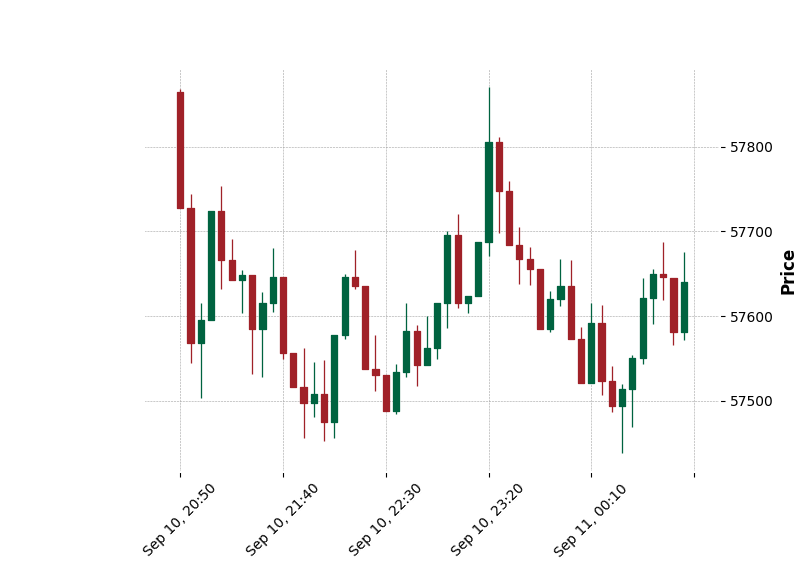 57800
57700
57600
57500
Price
Sep 10, 20:50
Sep 10, 21:40
Sep 10, 22:30
Sep 10, 23:20
Sep 11, 00:10